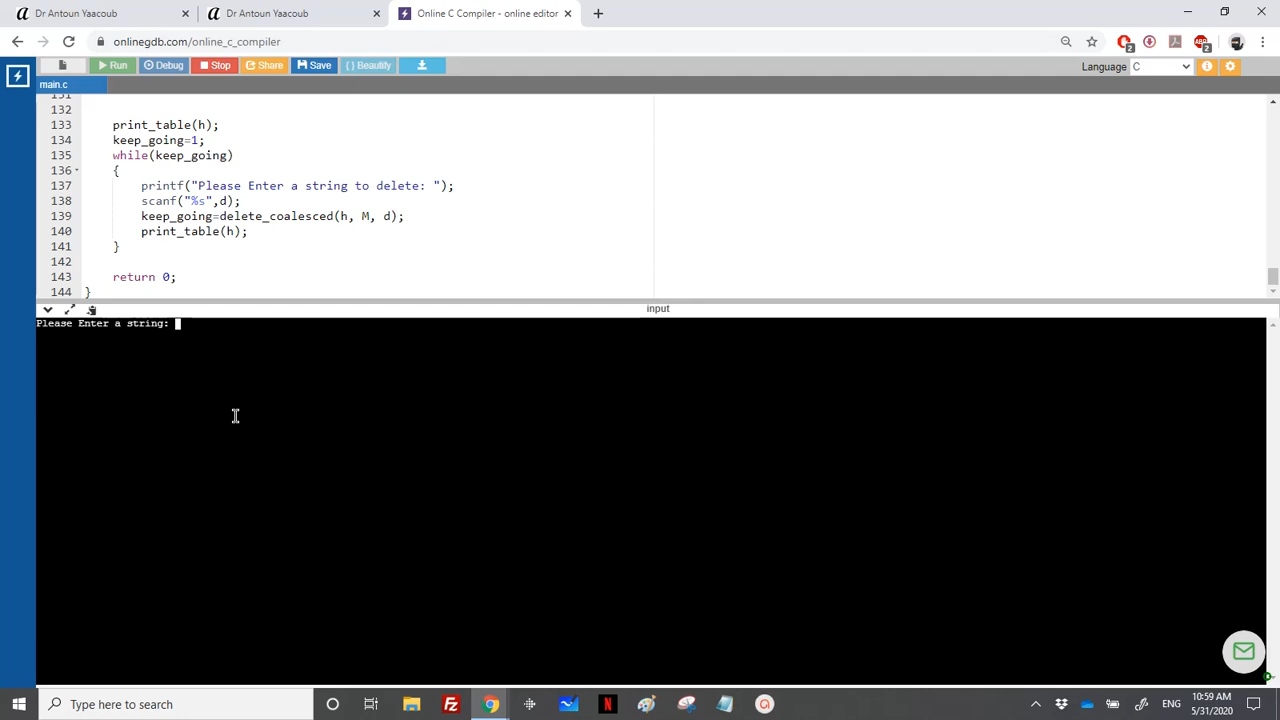 Dr Antoun Yaacoub
Dr Antoun Yaacoub
Online C Compiler - online editor
onlinegdb.com/online_c_compiler
2
2
Run
Debug
Stop
Share
Save
{ } Beautify
Language C
main.c
131
132
133 print_table(h);
134 keep_going=1;
135 while(keep_going)
136 {
137 printf("Please Enter a string to delete: ");
138 scanf("%s",d);
139 keep_going=delete_coalesced(h, M, d);
140 print_table(h);
141 }
142
143 return 0;
144 }
input
Please Enter a string:
Type here to search
ENG
10:59 AM
5/31/2020